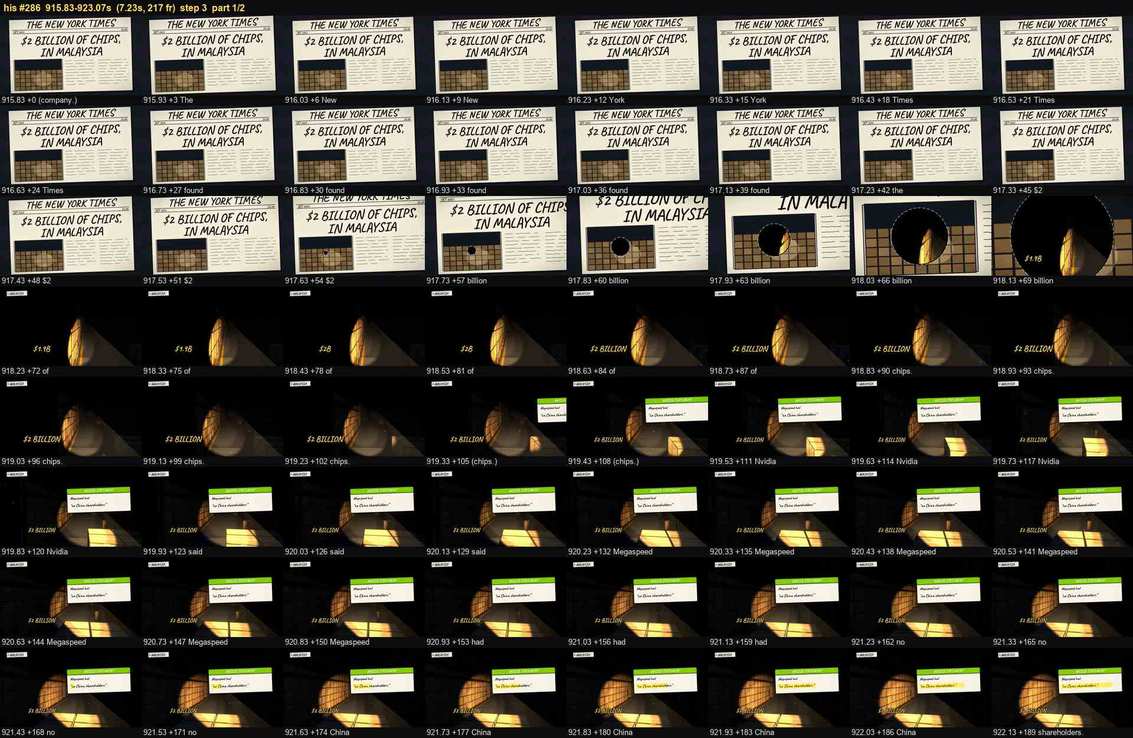 his #286 915.83-923.07s (7.23s, 217 fr) step 3 part 1/2
THE NEW YORK TIMES
$2 BILLION OF CHIPS,
IN MALAYSIA
915.83 +0 (company.)
915.93 +3 The
916.03 +6 New
916.13 +9 New
916.23 +12 York
916.33 +15 York
916.43 +18 Times
916.53 +21 Times
916.63 +24 Times
916.73 +27 found
916.83 +30 found
916.93 +33 found
917.03 +36 found
917.13 +39 found
917.23 +42 the
917.33 +45 $2
917.43 +48 $2
917.53 +51 $2
917.63 +54 $2
917.73 +57 billion
917.83 +60 billion
917.93 +63 billion
918.03 +66 billion
918.13 +69 billion
$1.9B
918.23 +72 of
918.33 +75 of
$2B
918.43 +78 of
918.53 +81 of
$2 BILLION
918.63 +84 of
918.73 +87 of
918.83 +90 chips.
918.93 +93 chips.
919.03 +96 chips.
919.13 +99 chips.
919.23 +102 chips.
919.33 +105 (chips.)
919.43 +108 (chips.)
919.53 +111 Nvidia
919.63 +114 Nvidia
919.73 +117 Nvidia
Megaspeed had
"no China shareholders."
919.83 +120 Nvidia
919.93 +123 said
920.03 +126 said
920.13 +129 said
920.23 +132 Megaspeed
920.33 +135 Megaspeed
920.43 +138 Megaspeed
920.53 +141 Megaspeed
920.63 +144 Megaspeed
920.73 +147 Megaspeed
920.83 +150 Megaspeed
920.93 +153 had
921.03 +156 had
921.13 +159 had
921.23 +162 no
921.33 +165 no
921.43 +168 no
921.53 +171 no
921.63 +174 China
921.73 +177 China
921.83 +180 China
921.93 +183 China
922.03 +186 China
922.13 +189 shareholders.